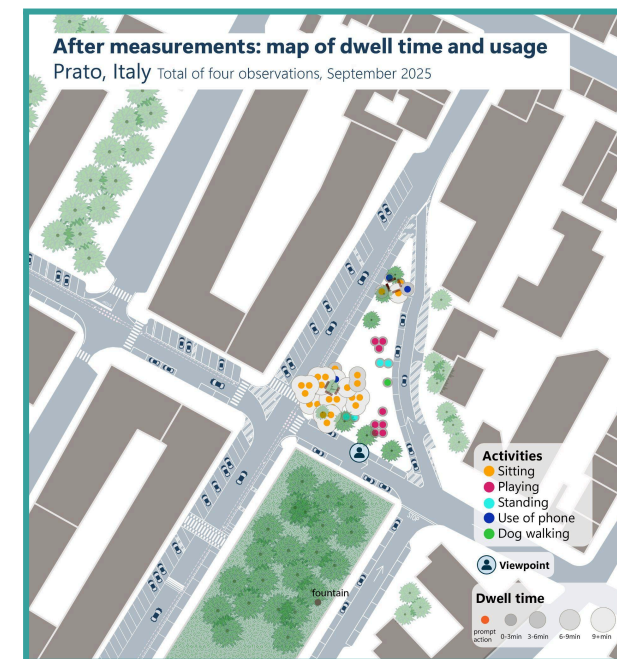 After measurements: map of dwell time and usage
Prato, Italy Total of four observations, September 2025
Activities
Sitting
Playing
Standing
Use of phone
Dog walking
Viewpoint
fountain
Dwell time
prompt action
0-3min
3-6min
6-9min
9+min